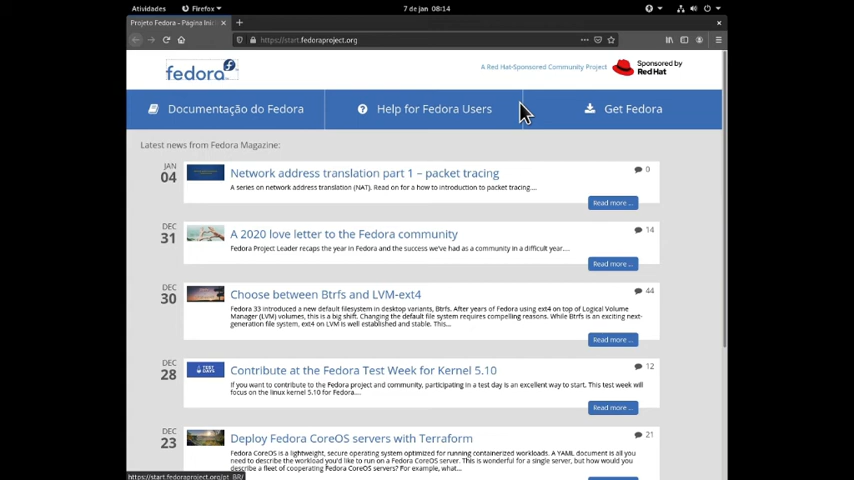 Atividades Firefox 7 de jan 08:14
Projeto Fedora – Página Inic
https://start.fedoraproject.org
fedora
A Red Hat-Sponsored Community Project
Sponsored by
Red Hat
Documentação do Fedora Help for Fedora Users Get Fedora
Latest news from Fedora Magazine:
JAN
04
Network address translation part 1 – packet tracing
0
A series on network address translation (NAT). Read on for a how to introduction to packet tracing....
Read more ...
DEC
31
A 2020 love letter to the Fedora community
14
Fedora Project Leader recaps the year in Fedora and the success we've had as a community in a difficult year....
Read more ...
DEC
30
Choose between Btrfs and LVM-ext4
44
Fedora 33 introduced a new default filesystem in desktop variants, Btrfs. After years of Fedora using ext4 on top of Logical Volume
Manager (LVM) volumes, this is a big shift. Changing the default file system requires compelling reasons. While Btrfs is an exciting next-
generation file system, ext4 on LVM is well established and stable. This...
Read more ...
DEC
28
TEST
DAYS
Contribute at the Fedora Test Week for Kernel 5.10
12
If you want to contribute to the Fedora project and community, participating in a test day is an excellent way to start. This test week will
focus on the linux kernel 5.10 for Fedora....
Read more ...
DEC
23
Deploy Fedora CoreOS servers with Terraform
21
Fedora CoreOS is a lightweight, secure operating system optimized for running containerized workloads. A YAML document is all you
need to describe the workload you'd like to run on a Fedora CoreOS server. This is wonderful for a single server, but how would you
describe a fleet of cooperating Fedora CoreOS servers? For example, what...
https://start.fedoraproject.org/pt_BR/